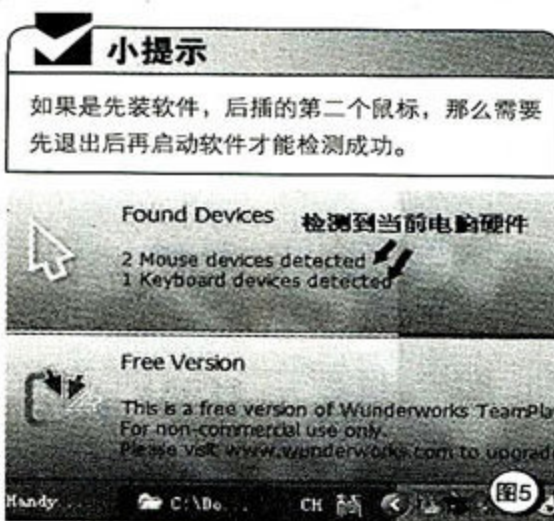 小提示
如果是先装软件，后插的第二个鼠标，那么需要
先退出后再启动软件才能检测成功。
Found Devices 检测到当前电脑硬件
2 Mouse devices detected
1 Keyboard devices detected
Free Version
This is a free version of Wunderworks TeamPla
For non-commercial use only.
Please visit www.wunderworks.com to upgrade
Handy... C:\Do... CH 简
图5